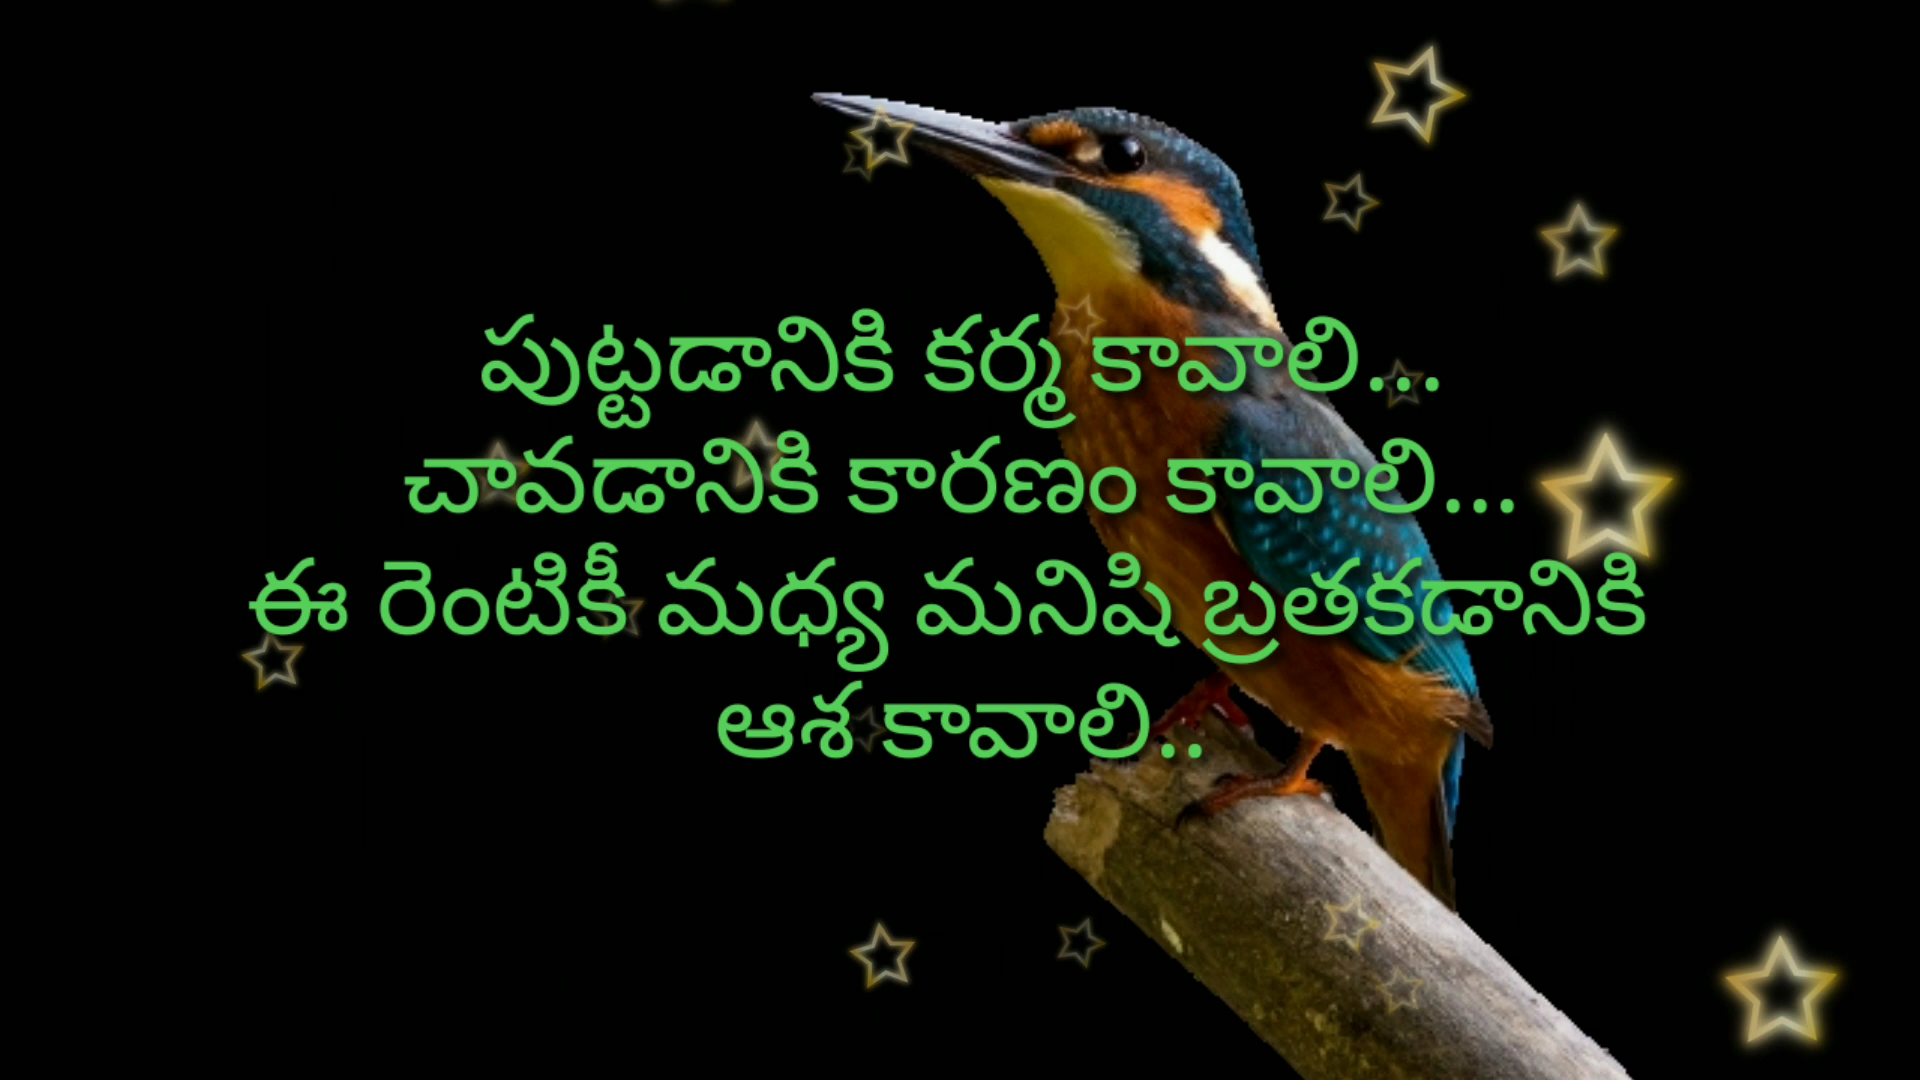 పుట్టడానికి కర్మ కావాలి...
చావడానికి కారణం కావాలి...
ఈ రెంటికీ మధ్య మనిషి బ్రతకడానికి
ఆశ కావాలి..